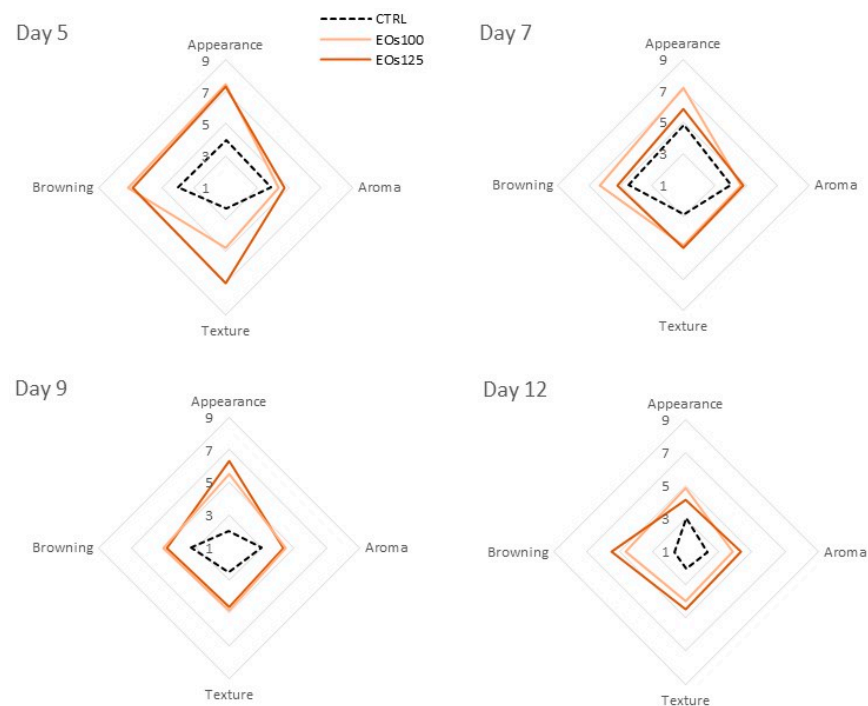 Day 5
CTRL
EOs100
EOs125
Appearance
9
7
5
3
1
Browning
Aroma
Texture
Day 7
Appearance
9
7
5
3
1
Browning
Aroma
Texture
Day 9
Appearance
9
7
5
3
1
Browning
Aroma
Texture
Day 12
Appearance
9
7
5
3
1
Browning
Aroma
Texture